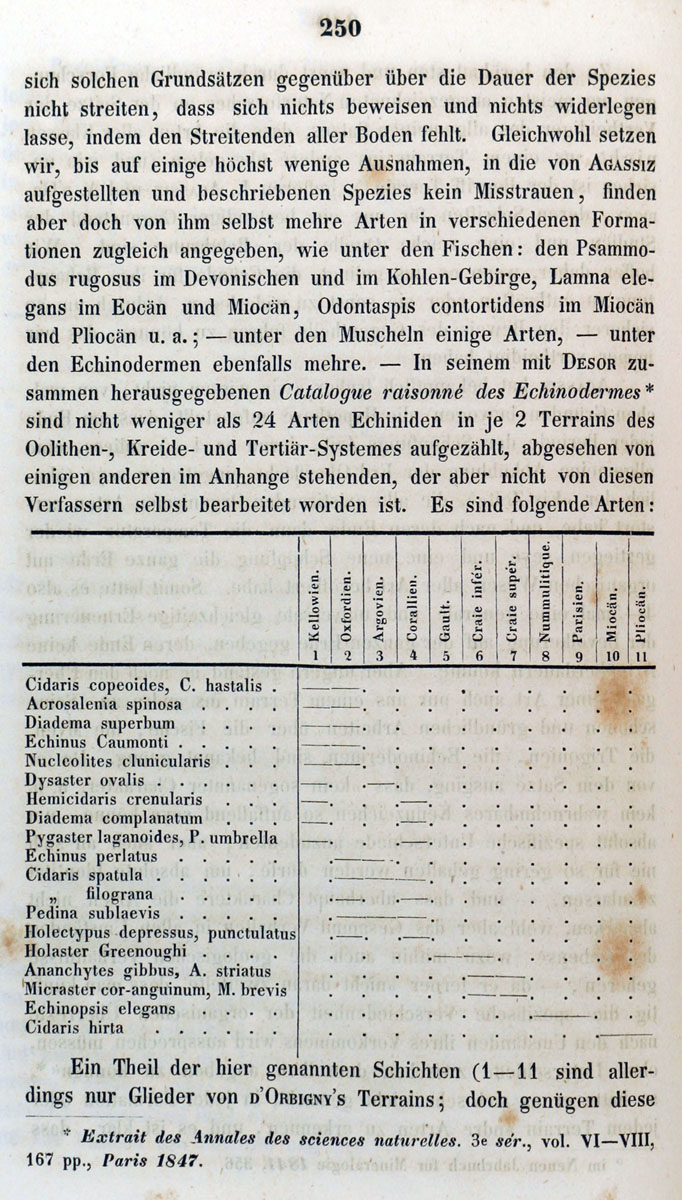 250
sich solchen Grundsätzen gegenüber über die Dauer der Spezies
nicht streiten, dass sich nichts beweisen und nichts widerlegen
lasse, indem den Streitenden aller Boden fehlt. Gleichwohl setzen
wir, bis auf einige höchst wenige Ausnahmen, in die von AGASSIZ
aufgestellten und beschriebenen Spezies kein Misstrauen, finden
aber doch von ihm selbst mehre Arten in verschiedenen Forma-
tionen zugleich angegeben, wie unter den Fischen: den Psammo-
dus rugosus im Devonischen und im Kohlen-Gebirge, Lamna ele-
gans im Eocän und Miocän, Odontaspis contortidens im Miocän
und Pliocän u. a.; — unter den Muscheln einige Arten, — unter
den Echinodermen ebenfalls mehre. — In seinem mit DESOR zu-
sammen herausgegebenen Catalogue raisonné des Echinodermes *
sind nicht weniger als 24 Arten Echiniden in je 2 Terrains des
Oolithen-, Kreide- und Tertiär-Systemes aufgezählt, abgesehen von
einigen anderen im Anhange stehenden, der aber nicht von diesen
Verfassern selbst bearbeitet worden ist. Es sind folgende Arten:
Kellowien. Oxfordien. Argovien. Corallien. Gault. Craie infér. Craie supér. Nummulitique. Parisien. Miocän. Pliocän.
1 2 3 4 5 6 7 8 9 10 11
Cidaris copeoides, C. hastalis .
Acrosalenia spinosa . . . .
Diadema superbum . . . .
Echinus Caumonti . . . . .
Nucleolites clunicularis . . .
Dysaster ovalis . . . . . .
Hemicidaris crenularis . . .
Diadema complanatum . . .
Pygaster laganoides, P. umbrella
Echinus perlatus . . . . .
Cidaris spatula . . . . .
„ filograna . . . . .
Pedina sublaevis . . . . .
Holectypus depressus, punctulatus
Holaster Greenoughi . . . .
Ananchytes gibbus, A. striatus
Micraster cor-anguinum, M. brevis
Echinopsis elegans . . . .
Cidaris hirta . . . . . .
Ein Theil der hier genannten Schichten (1—11 sind aller-
dings nur Glieder von D'ORBIGNY'S Terrains; doch genügen diese
* Extrait des Annales des sciences naturelles. 3e sér., vol. VI—VIII,
167 pp., Paris 1847.